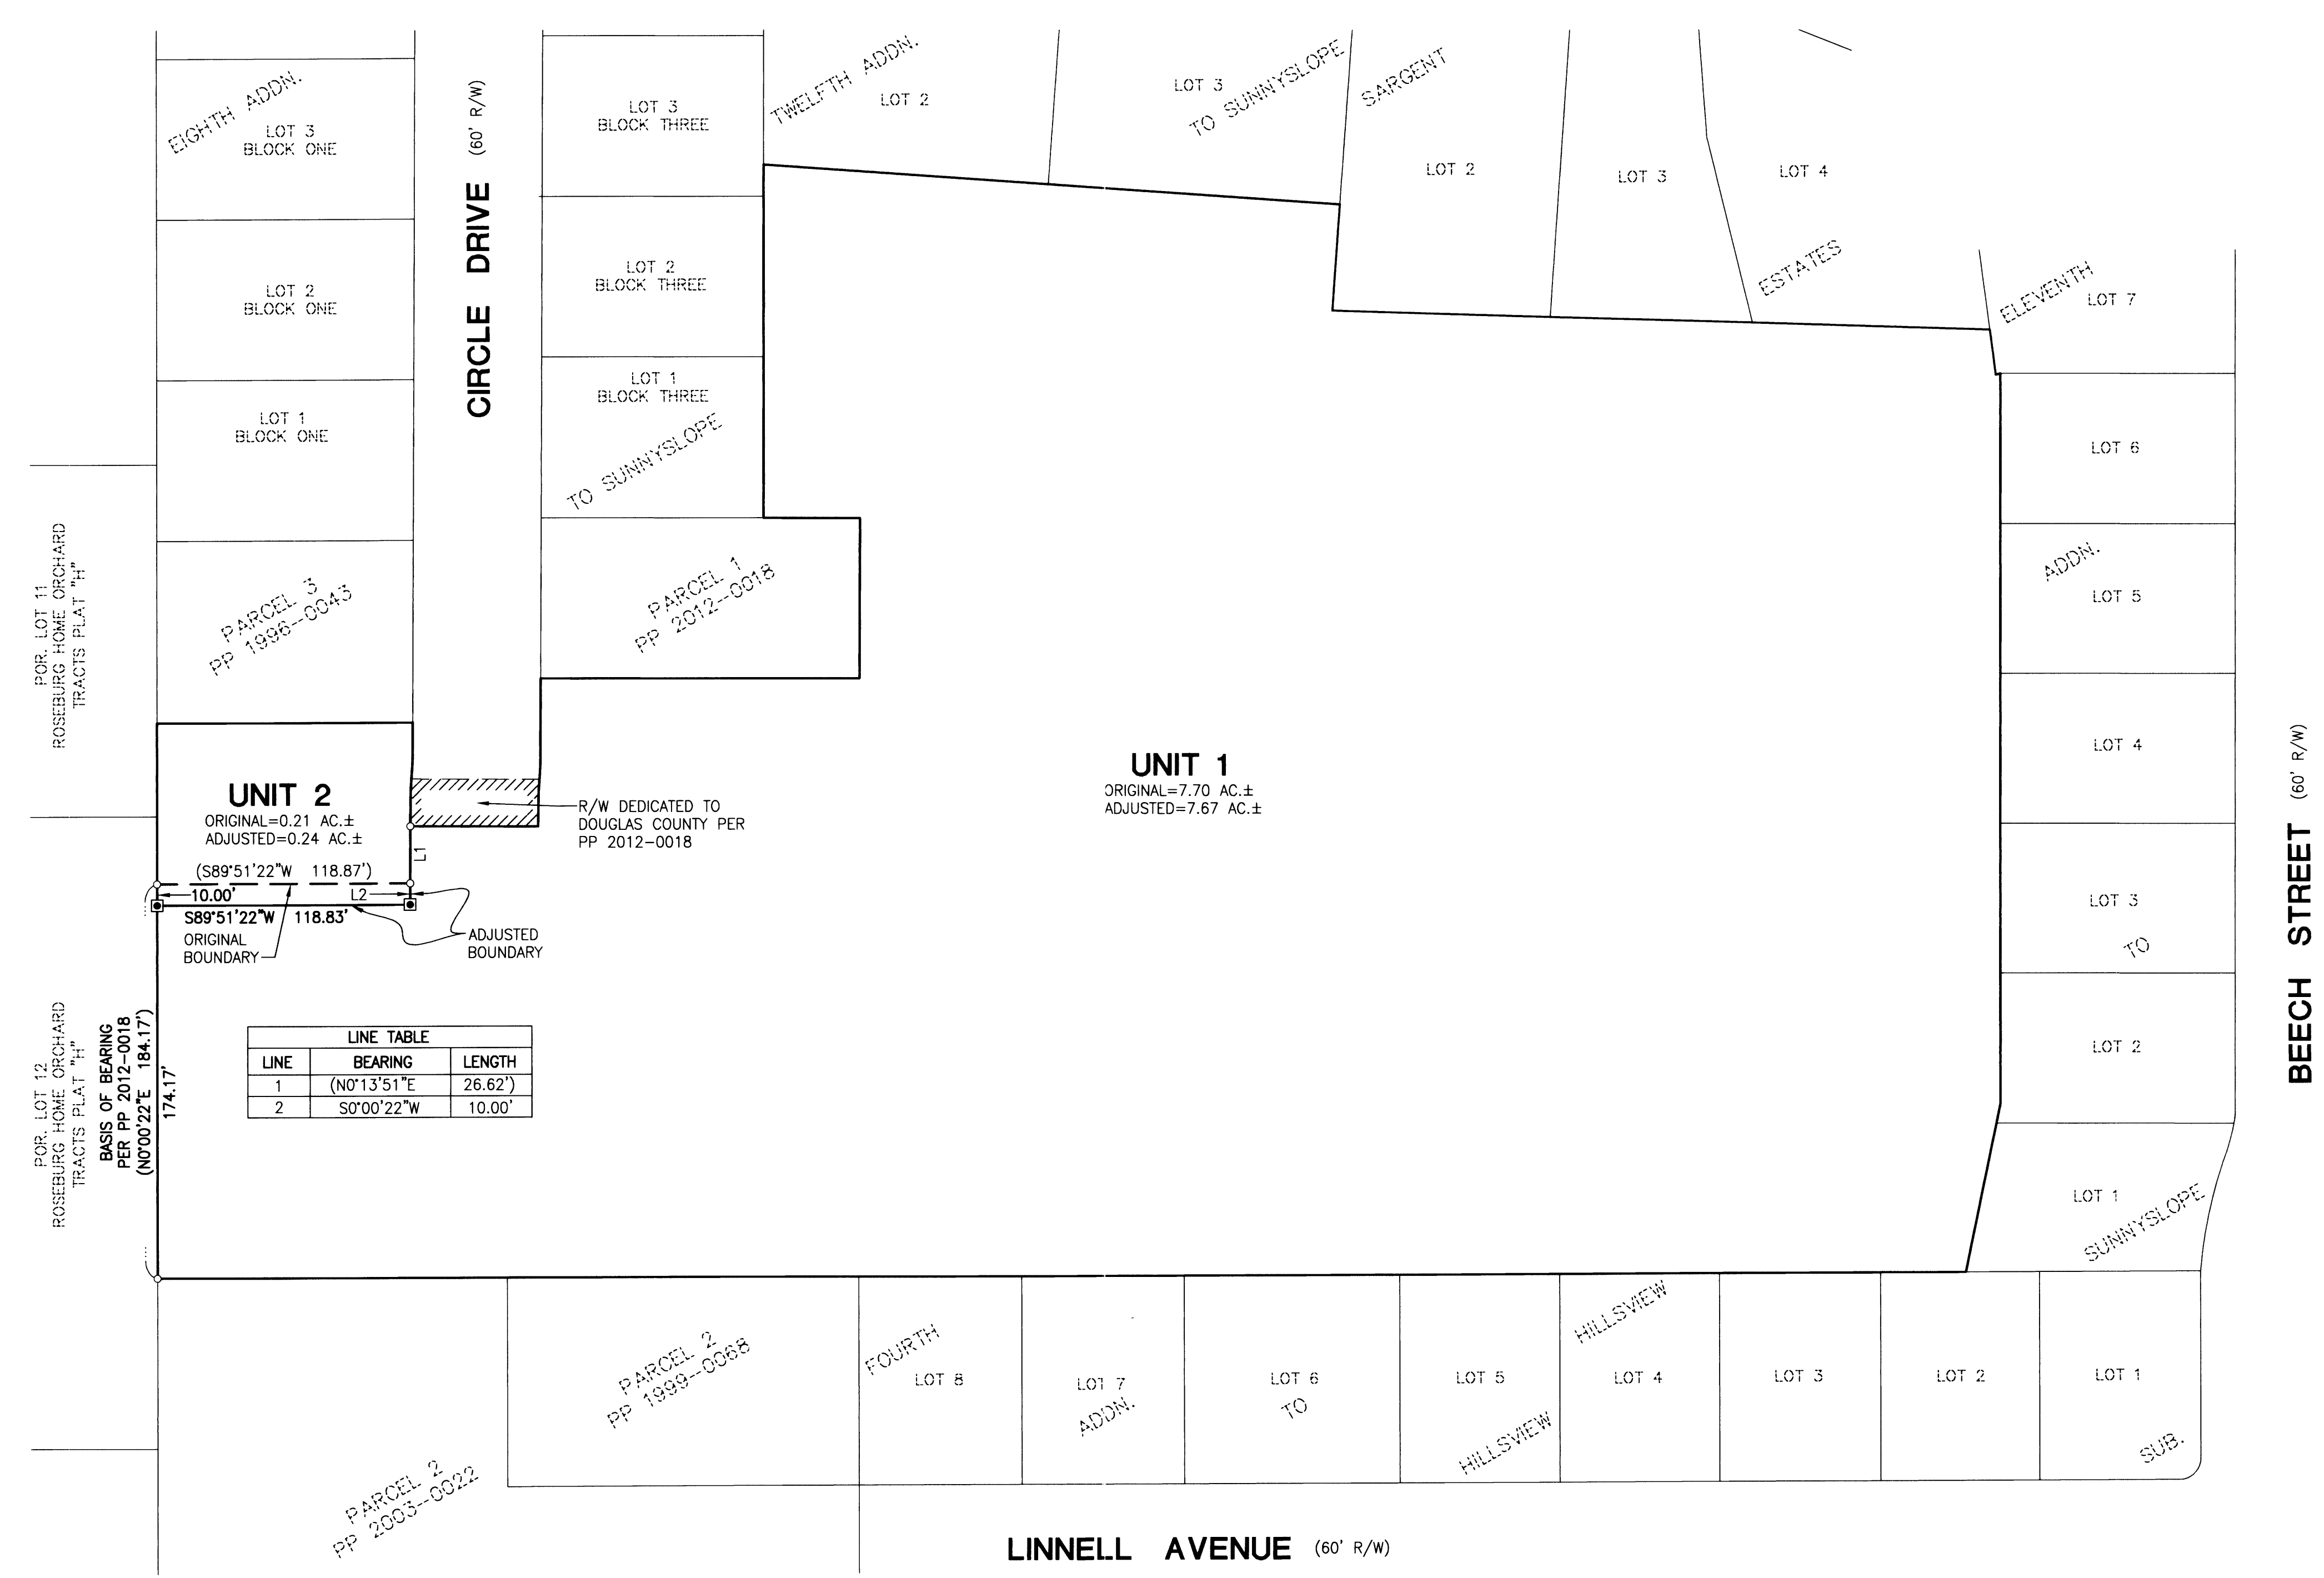 EIGHTH ADDN.
LOT 3
BLOCK ONE
LOT 2
BLOCK ONE
LOT 1
BLOCK ONE
CIRCLE DRIVE (60' R/W)
LOT 3
BLOCK THREE
LOT 2
BLOCK THREE
LOT 1
BLOCK THREE
TO SUNNYSLOPE
TWELFTH ADDN.
LOT 2
LOT 3
TO SUNNYSLOPE
SARGENT
LOT 2
LOT 3
LOT 4
ESTATES
ELEVENTH
LOT 7
LOT 6
ADDN.
LOT 5
LOT 4
LOT 3
TO
LOT 2
LOT 1
SUNNYSLOPE
BEECH STREET (60' R/W)
POR. LOT 11
ROSEBURG HOME ORCHARD
TRACTS PLAT "H"
PARCEL 3
PP 1996-0043
PARCEL 1
PP 2012-0018
UNIT 2
ORIGINAL=0.21 AC.±
ADJUSTED=0.24 AC.±
(S89°51'22"W 118.87')
10.00'
L2
L1
S89°51'22"W 118.83'
ORIGINAL
BOUNDARY
ADJUSTED
BOUNDARY
R/W DEDICATED TO
DOUGLAS COUNTY PER
PP 2012-0018
UNIT 1
ORIGINAL=7.70 AC.±
ADJUSTED=7.67 AC.±
POR. LOT 12
ROSEBURG HOME ORCHARD
TRACTS PLAT "H"
BASIS OF BEARING
PER PP 2012-0018
(N0°00'22"E 184.17')
174.17'
LINE TABLE
LINE BEARING LENGTH
1 (N0°13'51"E 26.62')
2 S0°00'22"W 10.00'
PARCEL 2
PP 1999-0068
PARCEL 2
PP 2003-0022
FOURTH
LOT 8
LOT 7
ADDN.
LOT 6
TO
LOT 5
HILLSVIEW
HILLSVIEW
LOT 4
LOT 3
LOT 2
LOT 1
SUB.
LINNELL AVENUE (60' R/W)